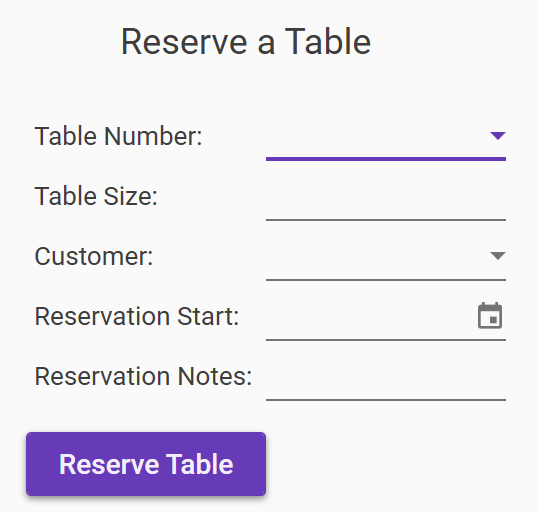 Reserve a Table
Table Number:
Table Size:
Customer:
Reservation Start:
Reservation Notes:
Reserve Table